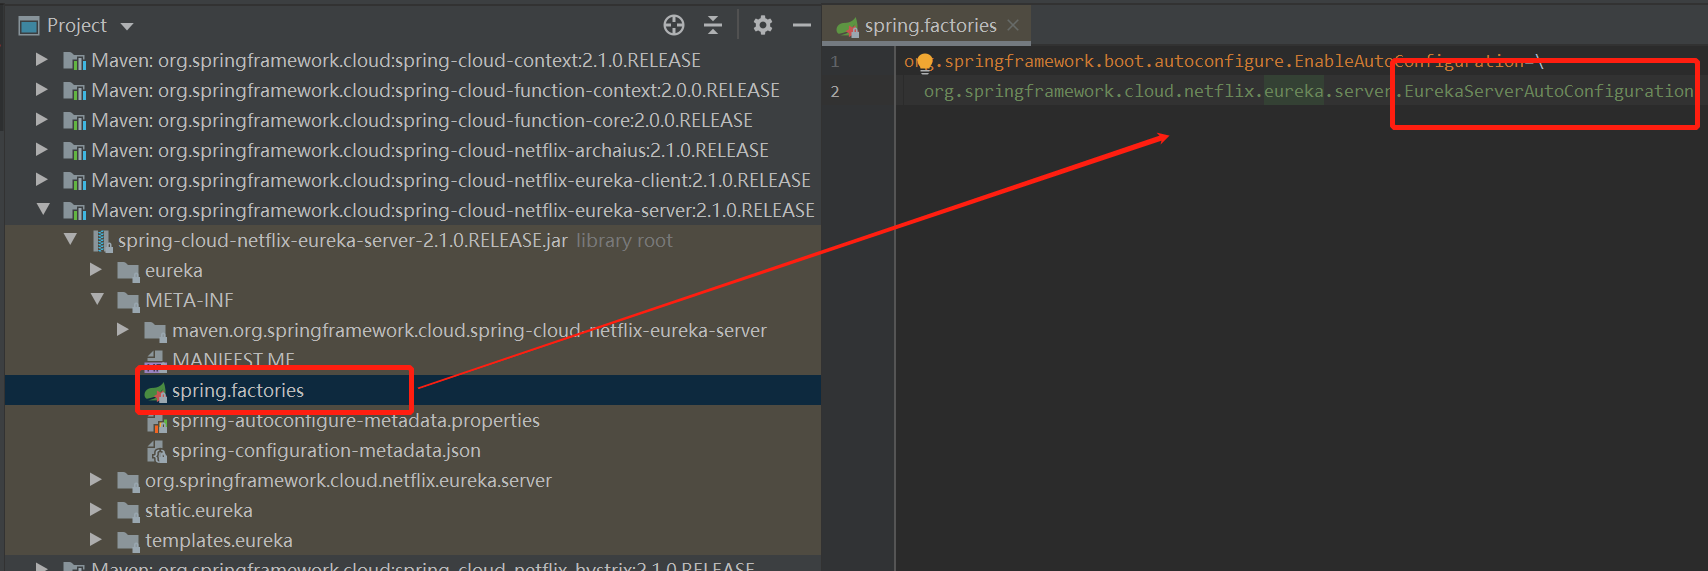 Project
Maven: org.springframework.cloud:spring-cloud-context:2.1.0.RELEASE
Maven: org.springframework.cloud:spring-cloud-function-context:2.0.0.RELEASE
Maven: org.springframework.cloud:spring-cloud-function-core:2.0.0.RELEASE
Maven: org.springframework.cloud:spring-cloud-netflix-archaius:2.1.0.RELEASE
Maven: org.springframework.cloud:spring-cloud-netflix-eureka-client:2.1.0.RELEASE
Maven: org.springframework.cloud:spring-cloud-netflix-eureka-server:2.1.0.RELEASE
spring-cloud-netflix-eureka-server-2.1.0.RELEASE.jar library root
eureka
META-INF
maven.org.springframework.cloud.spring-cloud-netflix-eureka-server
MANIFEST.MF
spring.factories
spring-autoconfigure-metadata.properties
spring-configuration-metadata.json
org.springframework.cloud.netflix.eureka.server
static.eureka
templates.eureka
Maven: org.springframework.cloud:spring-cloud-netflix-hystrix:2.1.0.RELEASE
spring.factories
1 org.springframework.boot.autoconfigure.EnableAutoConfiguration=\
2 org.springframework.cloud.netflix.eureka.server.EurekaServerAutoConfiguration